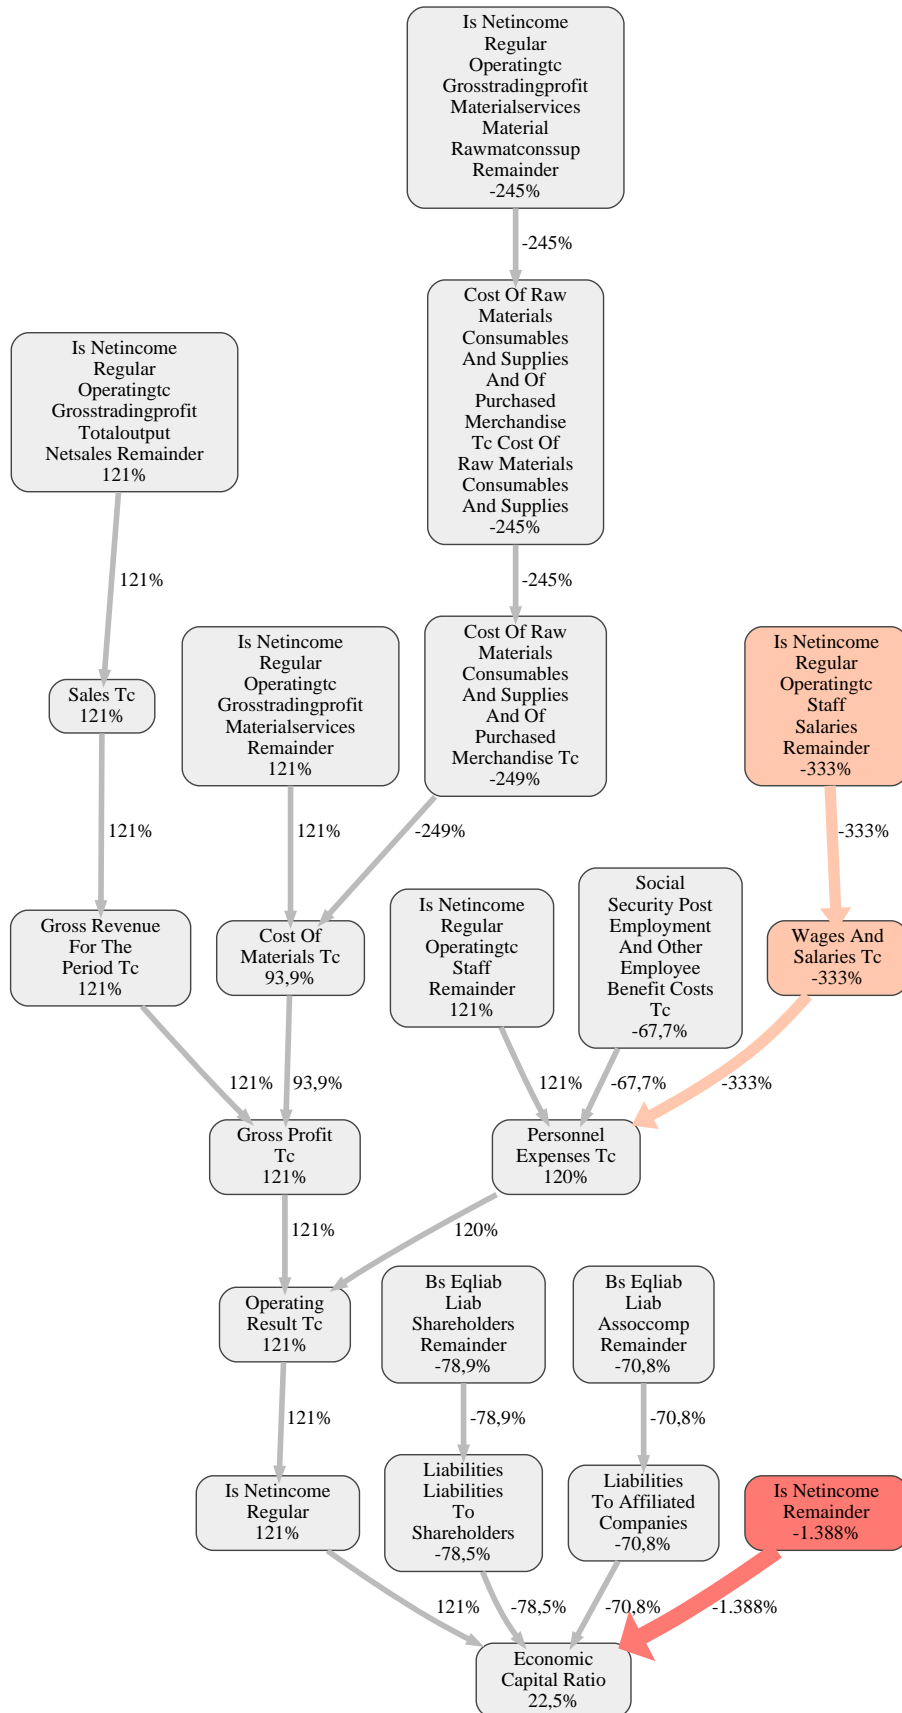 Is Netincome
Regular
Operatingtc
Grosstradingprofit
Materialservices
Material
Rawmatconssup
Remainder
-245%
-245%
Cost Of Raw
Materials
Consumables
And Supplies
And Of
Purchased
Merchandise
Tc Cost Of
Raw Materials
Consumables
And Supplies
-245%
Is Netincome
Regular
Operatingtc
Grosstradingprofit
Totaloutput
Netsales Remainder
121%
121%
-245%
Sales Tc
121%
Is Netincome
Regular
Operatingtc
Grosstradingprofit
Materialservices
Remainder
121%
Cost Of Raw
Materials
Consumables
And Supplies
And Of
Purchased
Merchandise Tc
-249%
Is Netincome
Regular
Operatingtc
Staff
Salaries
Remainder
-333%
121%
121%
-249%
-333%
Gross Revenue
For The
Period Tc
121%
Cost Of
Materials Tc
93,9%
Is Netincome
Regular
Operatingtc
Staff
Remainder
121%
Social
Security Post
Employment
And Other
Employee
Benefit Costs
Tc
-67,7%
Wages And
Salaries Tc
-333%
121%
93,9%
121%
-67,7%
-333%
Gross Profit
Tc
121%
Personnel
Expenses Tc
120%
121%
120%
Operating
Result Tc
121%
Bs Eqliab
Liab
Shareholders
Remainder
-78,9%
Bs Eqliab
Liab
Assoccomp
Remainder
-70,8%
121%
-78,9%
-70,8%
Is Netincome
Regular
121%
Liabilities
Liabilities
To
Shareholders
-78,5%
Liabilities
To Affiliated
Companies
-70,8%
Is Netincome
Remainder
-1.388%
121%
-78,5%
-70,8%
-1.388%
Economic
Capital Ratio
22,5%